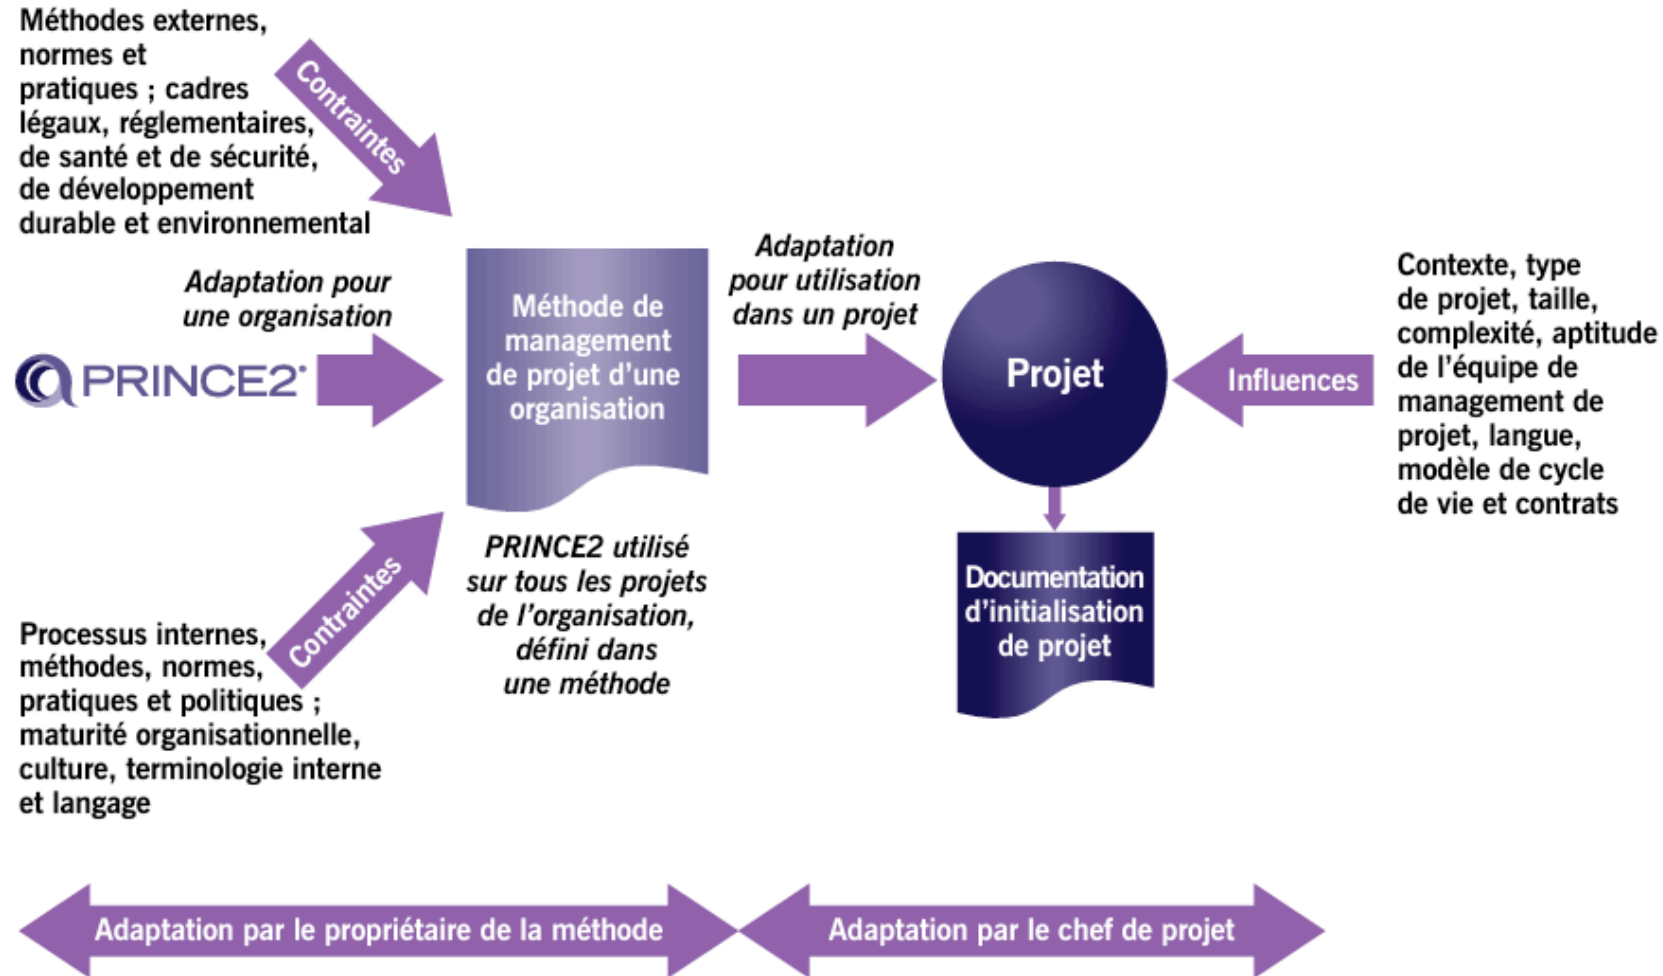 Méthodes externes,
normes et
pratiques ; cadres
légaux, réglementaires,
de santé et de sécurité,
de développement
durable et environnemental
Contraintes
Adaptation pour
une organisation
PRINCE2
Méthode de
management
de projet d’une
organisation
PRINCE2 utilisé
sur tous les projets
de l’organisation,
défini dans
une méthode
Contraintes
Processus internes,
méthodes, normes,
pratiques et politiques ;
maturité organisationnelle,
culture, terminologie interne
et langage
Adaptation
pour utilisation
dans un projet
Projet
Documentation
d’initialisation
de projet
Influences
Contexte, type
de projet, taille,
complexité, aptitude
de l’équipe de
management de
projet, langue,
modèle de cycle
de vie et contrats
Adaptation par le propriétaire de la méthode
Adaptation par le chef de projet